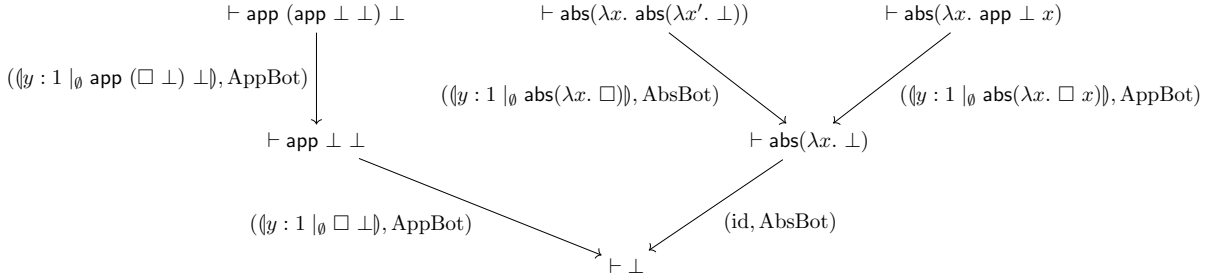 ⊢ app (app ⊥ ⊥) ⊥
⊢ abs(λx. abs(λx′. ⊥))
⊢ abs(λx. app ⊥ x)
(⦇y : 1 |∅ app (□ ⊥) ⊥⦈, AppBot)
(⦇y : 1 |∅ abs(λx. □)⦈, AbsBot)
(⦇y : 1 |∅ abs(λx. □ x)⦈, AppBot)
⊢ app ⊥ ⊥
⊢ abs(λx. ⊥)
(⦇y : 1 |∅ □ ⊥⦈, AppBot)
(id, AbsBot)
⊢ ⊥